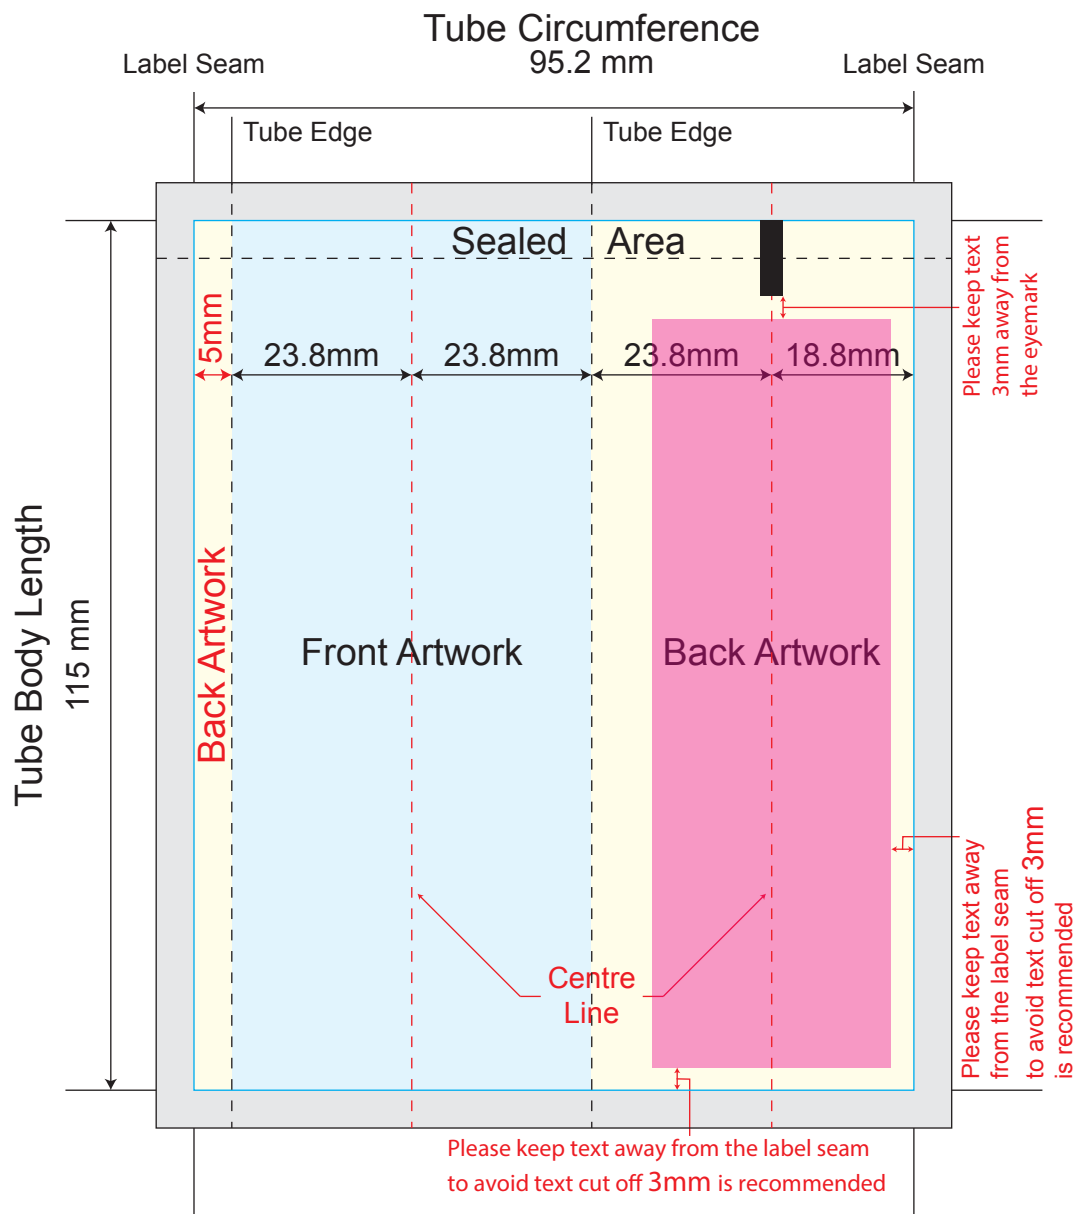 Tube Circumference
95.2 mm
Label Seam
Label Seam
Tube Edge
Tube Edge
Sealed Area
Please keep text
3mm away from
the eyemark
5mm
23.8mm
23.8mm
23.8mm
18.8mm
Tube Body Length
115 mm
Back Artwork
Front Artwork
Back Artwork
Please keep text away
from the label seam
to avoid text cut off 3mm
is recommended
Centre
Line
Please keep text away from the label seam
to avoid text cut off 3mm is recommended